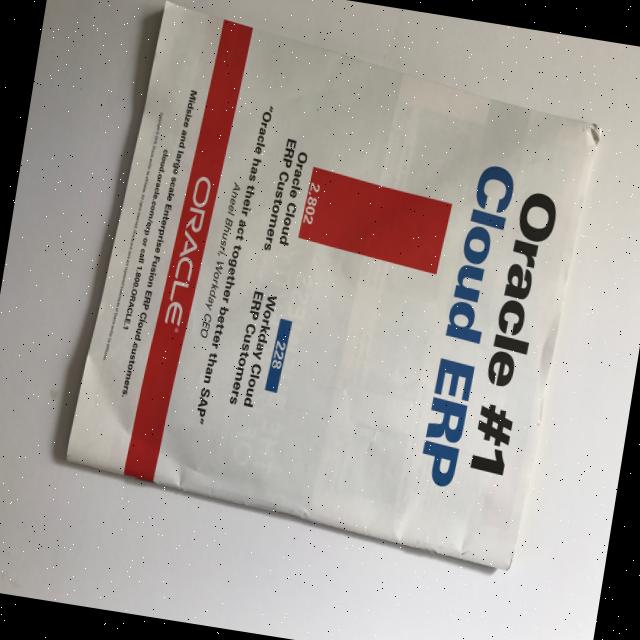 Oracle #1
Cloud ERP
2,802
Oracle Cloud
ERP Customers
228
Workday Cloud
ERP Customers
"Oracle has their act together better than SAP"
Aneel Bhusri, Workday CEO
ORACLE®
Midsize and large scale Enterprise Fusion ERP Cloud customers.
cloud.oracle.com/erp or call 1.800.ORACLE.1